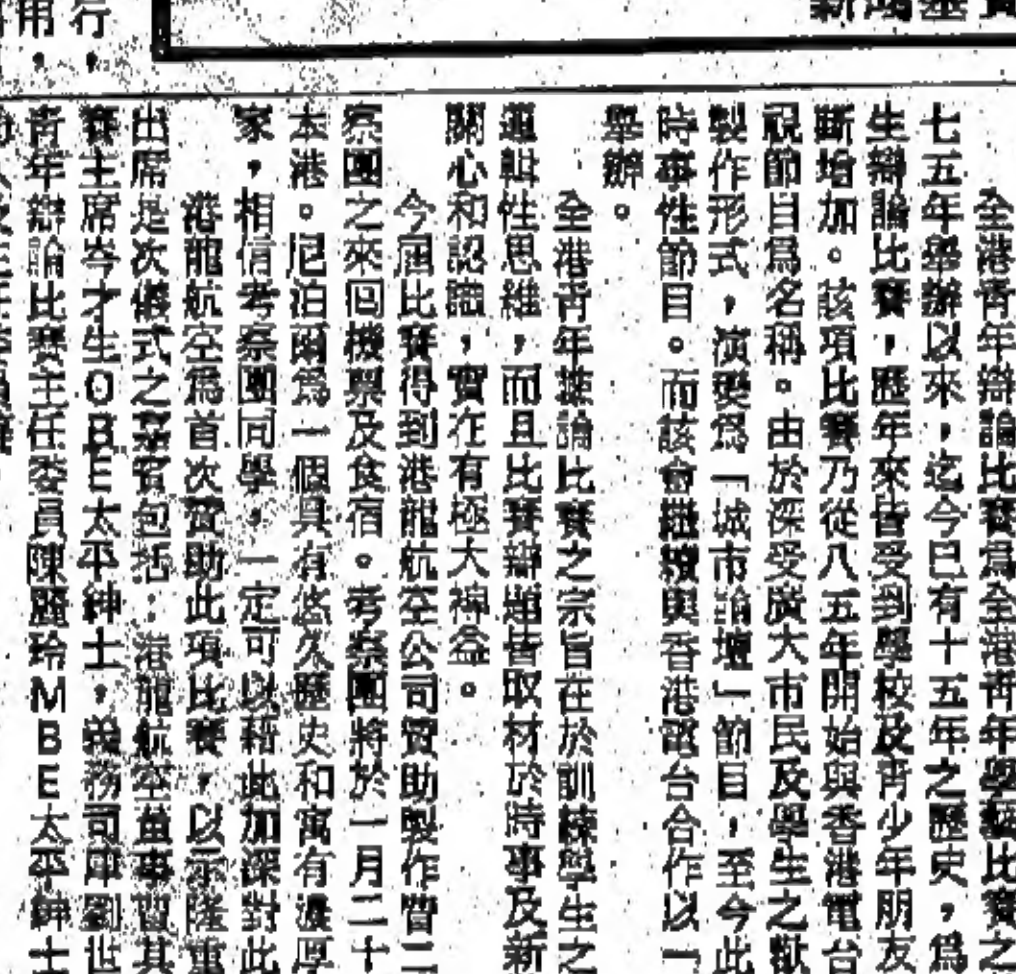 新鴻基
行，
用，
全港青年辯論比賽爲全港青年學藝比賽之
七五年舉辦以來，迄今已有十五年之歷史，爲
生辯論比賽，歷年來皆受到學校及青少年朋友
斷增加。該項比賽乃從八五年開始與香港電台
視節目爲名稱。由於深受廣大市民及學生之歡
製作形式，演變爲「城市論壇」節目，至今此
時事性節目。而該會繼續與香港電台合作以一
舉辦。
全港青年辯論比賽之宗旨在於訓練學生之
邏輯性思維，而且比賽辯題皆取材於時事及新
關心和認識，實在有極大裨益。
今屆比賽得到港龍航空公司贊助製作暨二
察團之來回機票及食宿。考察團將於一月二十
本港。尼泊爾爲一個具有悠久歷史和富有濃厚
家，相信考察團同學，一定可以藉此加深對此
港龍航空爲首次贊助此項比賽，以示隆重
出席是次儀式之嘉賓包括：港龍航空董事暨其
賽主席岑才生OBE太平紳士，義務司庫劉世
青年辯論比賽主任委員陳麗玲MBE太平紳士